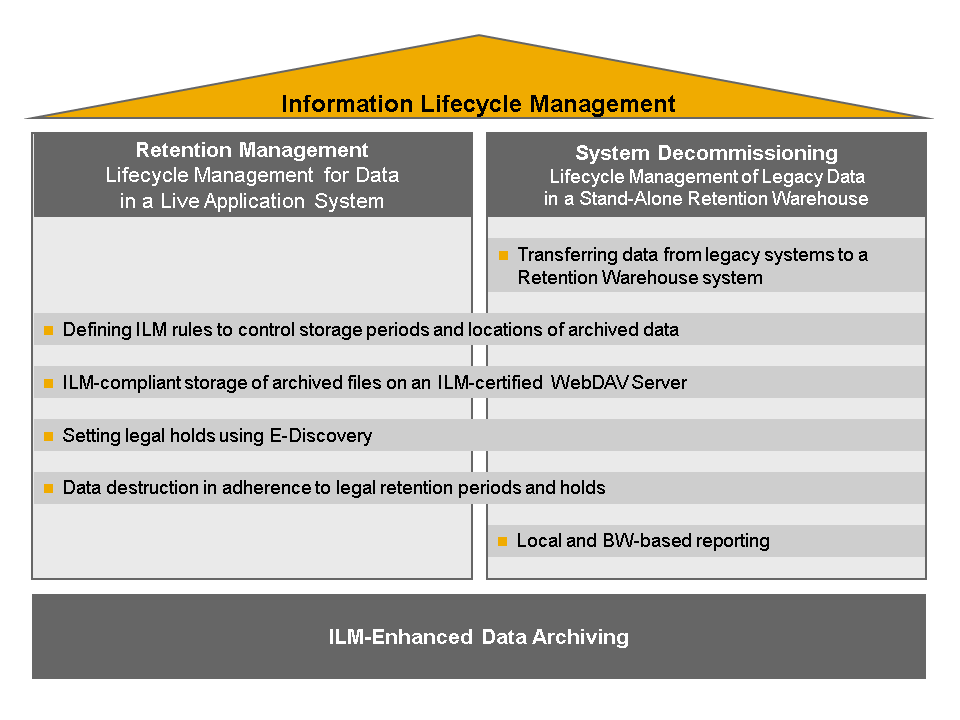 Information Lifecycle Management
Retention Management
Lifecycle Management for Data
in a Live Application System
System Decommissioning
Lifecycle Management of Legacy Data
in a Stand-Alone Retention Warehouse
Transferring data from legacy systems to a
Retention Warehouse system
Defining ILM rules to control storage periods and locations of archived data
ILM-compliant storage of archived files on an ILM-certified WebDAV Server
Setting legal holds using E-Discovery
Data destruction in adherence to legal retention periods and holds
Local and BW-based reporting
ILM-Enhanced Data Archiving